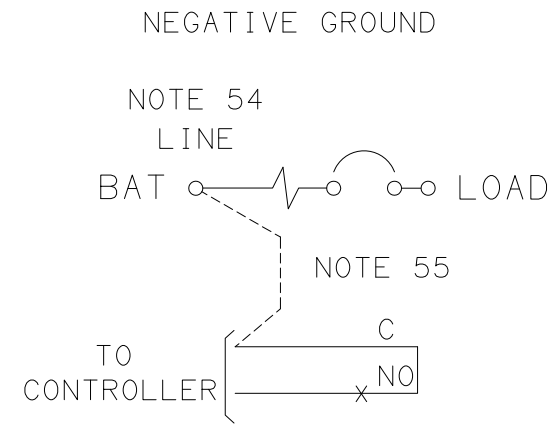 NEGATIVE GROUND
NOTE 54
LINE
BAT
LOAD
NOTE 55
C
TO
CONTROLLER
NO